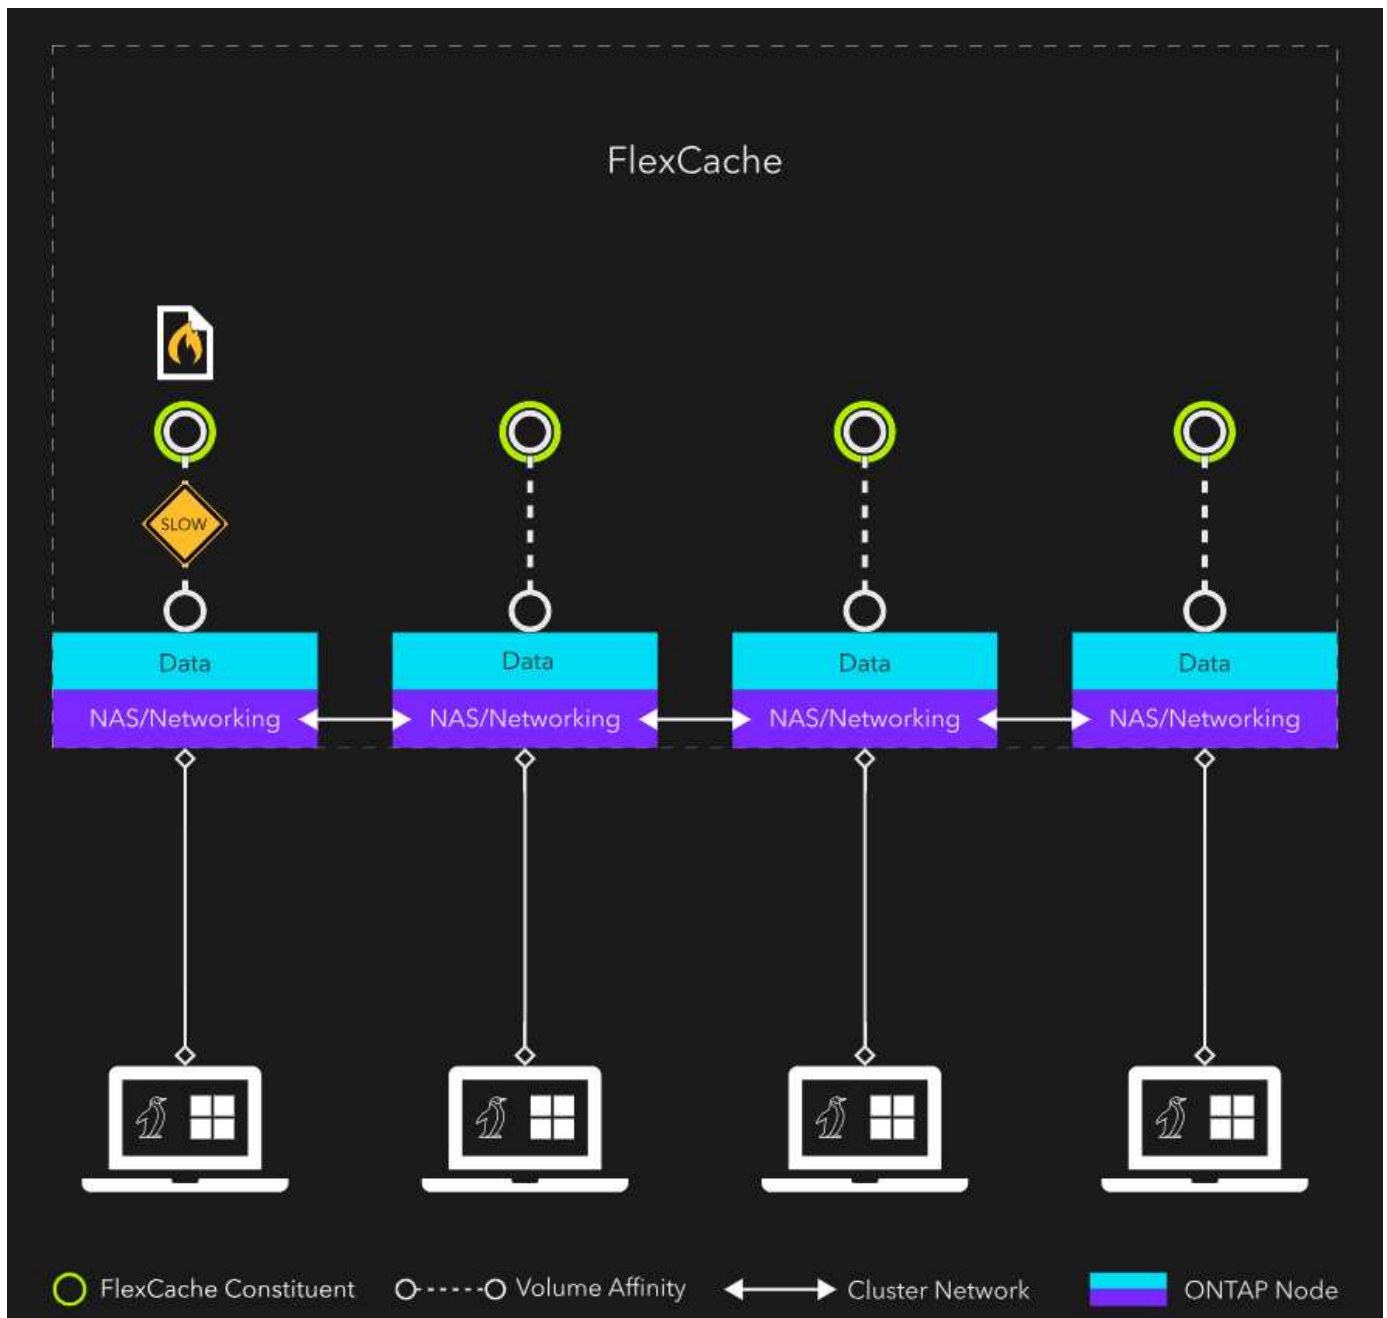 FlexCache
SLOW
Data Data Data Data
NAS/Networking NAS/Networking NAS/Networking NAS/Networking
FlexCache Constituent Volume Affinity Cluster Network ONTAP Node